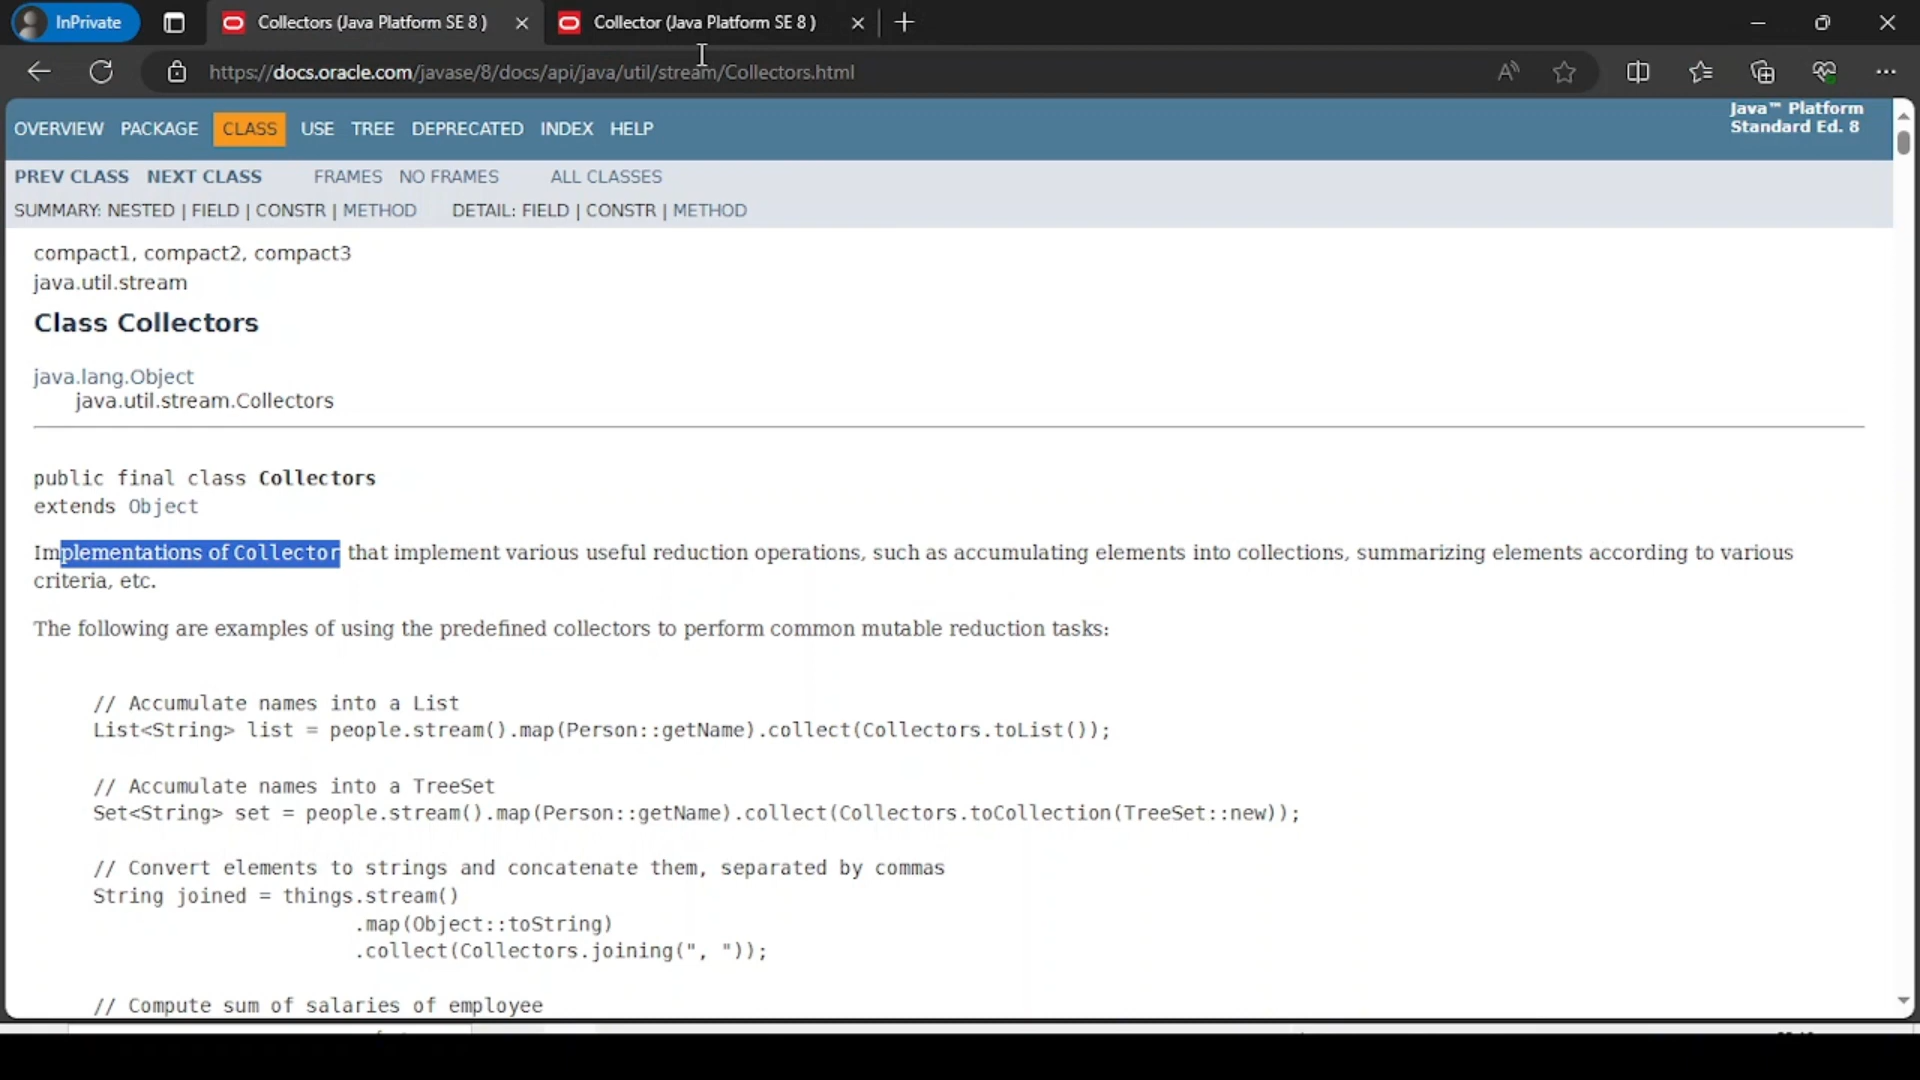 InPrivate
Collectors (Java Platform SE 8 )
Collector (Java Platform SE 8 )
https://docs.oracle.com/javase/8/docs/api/java/util/stream/Collectors.html
OVERVIEW PACKAGE CLASS USE TREE DEPRECATED INDEX HELP
Java™ Platform
Standard Ed. 8
PREV CLASS NEXT CLASS FRAMES NO FRAMES ALL CLASSES
SUMMARY: NESTED | FIELD | CONSTR | METHOD DETAIL: FIELD | CONSTR | METHOD
compact1, compact2, compact3
java.util.stream
Class Collectors
java.lang.Object
java.util.stream.Collectors
public final class Collectors
extends Object
Implementations of Collector that implement various useful reduction operations, such as accumulating elements into collections, summarizing elements according to various
criteria, etc.
The following are examples of using the predefined collectors to perform common mutable reduction tasks:
// Accumulate names into a List
List<String> list = people.stream().map(Person::getName).collect(Collectors.toList());
// Accumulate names into a TreeSet
Set<String> set = people.stream().map(Person::getName).collect(Collectors.toCollection(TreeSet::new));
// Convert elements to strings and concatenate them, separated by commas
String joined = things.stream()
.map(Object::toString)
.collect(Collectors.joining(", "));
// Compute sum of salaries of employee